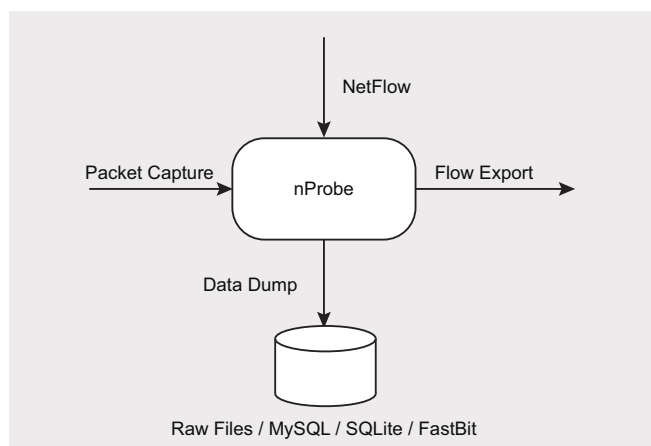 NetFlow
Packet Capture
nProbe
Flow Export
Data Dump
Raw Files / MySQL / SQLite / FastBit